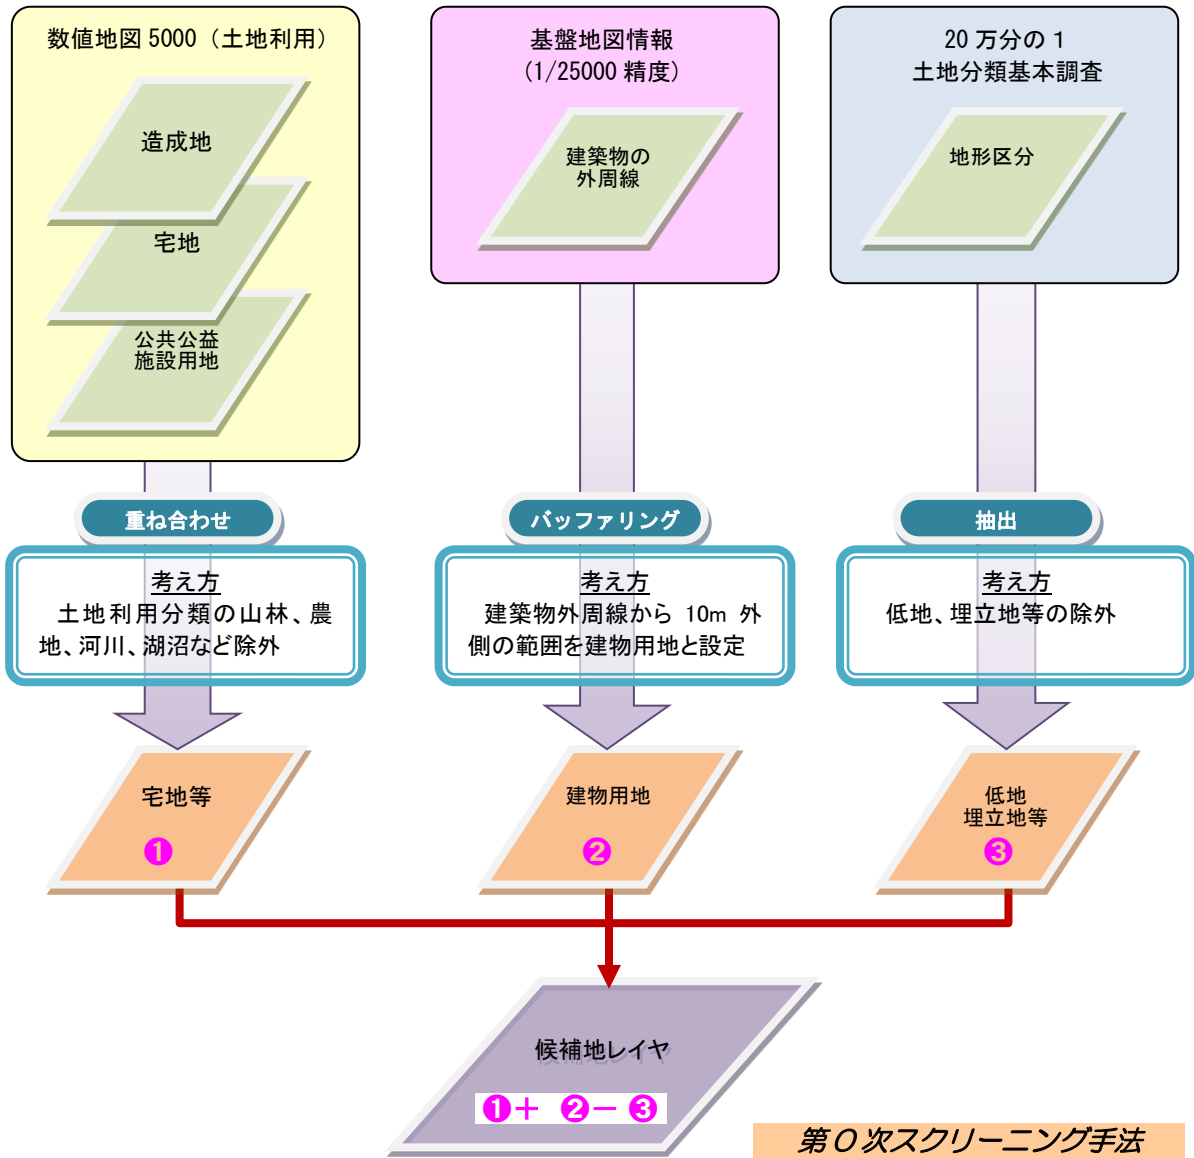 数値地図 5000（土地利用）
造成地
宅地
公共公益
施設用地
重ね合わせ
考え方
土地利用分類の山林、農
地、河川、湖沼など除外
宅地等
❶
基盤地図情報
(1/25000 精度)
建築物の
外周線
バッファリング
考え方
建築物外周線から 10m 外
側の範囲を建物用地と設定
建物用地
❷
20 万分の 1
土地分類基本調査
地形区分
抽出
考え方
低地、埋立地等の除外
低地
埋立地等
❸
候補地レイヤ
❶＋ ❷－ ❸
第０次スクリーニング手法